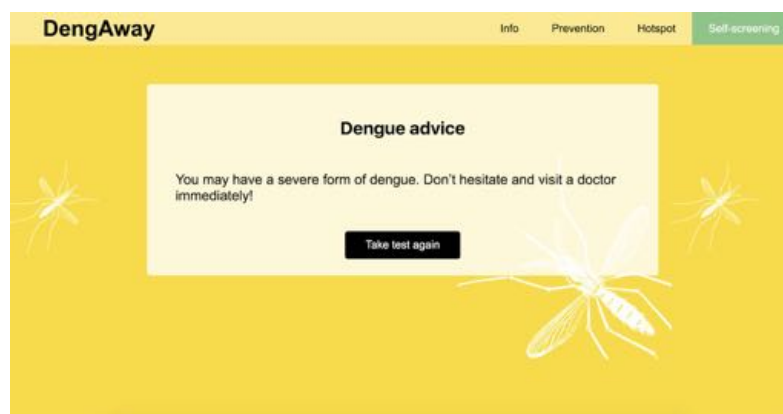 DengAway
Info
Prevention
Hotspot
Self-screening
Dengue advice
You may have a severe form of dengue. Don't hesitate and visit a doctor
immediately!
Take test again